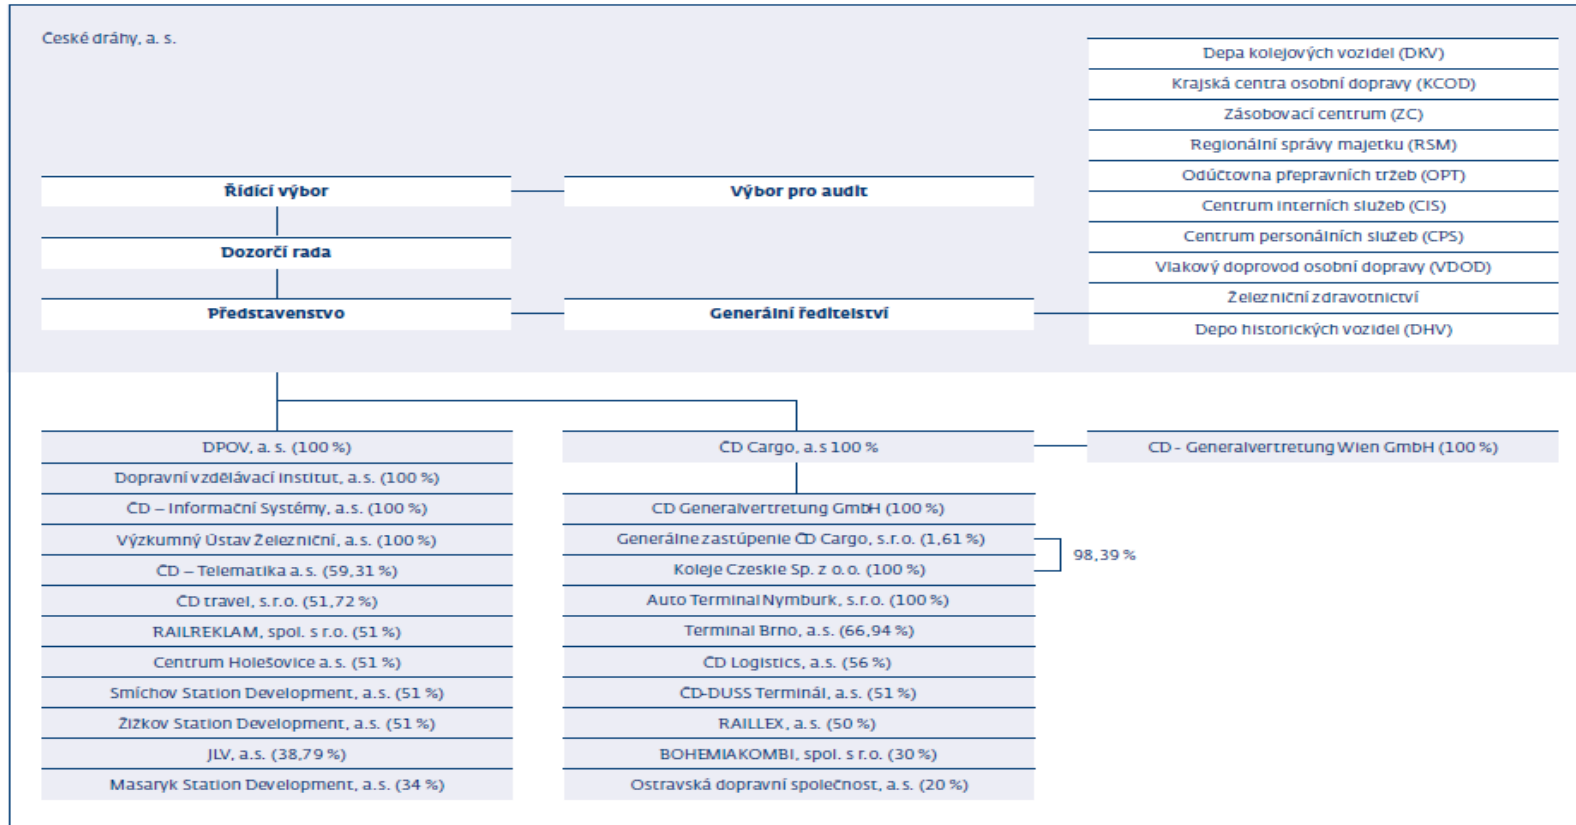 České dráhy, a. s.
Depa kolejových vozidel (DKV)
Krajská centra osobní dopravy (KCOD)
Zásobovací centrum (ZC)
Regionální správy majetku (RSM)
Odúčtovna přepravních tržeb (OPT)
Centrum interních služeb (CIS)
Centrum personálních služeb (CPS)
Vlakový doprovod osobní dopravy (VDOD)
Železniční zdravotnictví
Depo historických vozidel (DHV)
Řídící výbor
Výbor pro audit
Dozorčí rada
Představenstvo
Generální ředitelství
DPOV, a. s. (100 %)
Dopravní vzdělávací institut, a.s. (100 %)
ČD – Informační Systémy, a.s. (100 %)
Výzkumný Ústav Železniční, a.s. (100 %)
ČD – Telematika a.s. (59,31 %)
ČD travel, s.r.o. (51,72 %)
RAILREKLAM, spol. s r.o. (51 %)
Centrum Holešovice a.s. (51 %)
Smíchov Station Development, a.s. (51 %)
Žižkov Station Development, a.s. (51 %)
JLV, a.s. (38,79 %)
Masaryk Station Development, a.s. (34 %)
ČD Cargo, a.s 100 %
CD Generalvertretung GmbH (100 %)
Generálne zastúpenie ČD Cargo, s.r.o. (1,61 %)
Koleje Czeskie Sp. z o.o. (100 %)
98,39 %
Auto Terminal Nymburk, s.r.o. (100 %)
Terminal Brno, a.s. (66,94 %)
ČD Logistics, a.s. (56 %)
ČD-DUSS Terminál, a.s. (51 %)
RAILLEX, a.s. (50 %)
BOHEMIAKOMBI, spol. s r.o. (30 %)
Ostravská dopravní společnost, a.s. (20 %)
CD - Generalvertretung Wien GmbH (100 %)